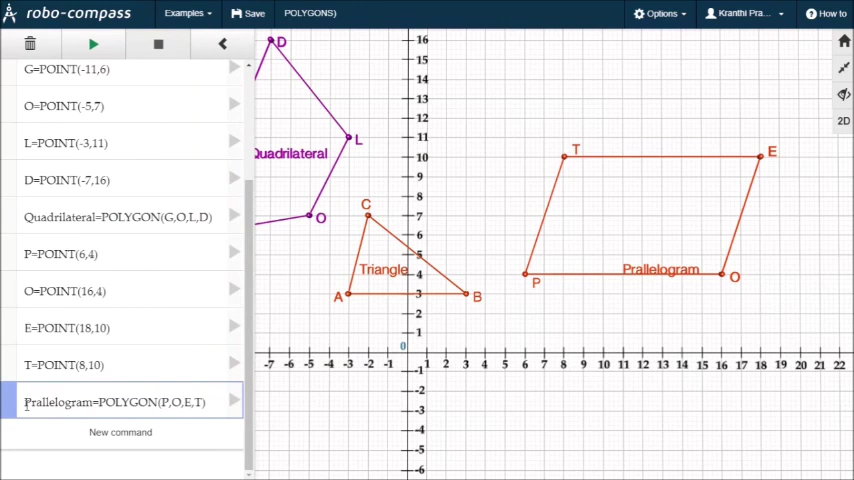 robo-compass
Examples
Save
POLYGONS)
Options
Kranthi Pra...
How to
G=POINT(-11,6)
O=POINT(-5,7)
L=POINT(-3,11)
D=POINT(-7,16)
Quadrilateral=POLYGON(G,O,L,D)
P=POINT(6,4)
O=POINT(16,4)
E=POINT(18,10)
T=POINT(8,10)
Prallelogram=POLYGON(P,O,E,T)
New command
2D
D
L
Quadrilateral
O
C
Triangle
A
B
T
E
Prallelogram
P
O
16
15
14
13
12
11
10
9
8
7
6
5
4
3
2
1
0
-7 -6 -5 -4 -3 -2 -1 1 2 3 4 5 6 7 8 9 10 11 12 13 14 15 16 17 18 19 20 21 22
-1
-2
-3
-4
-5
-6